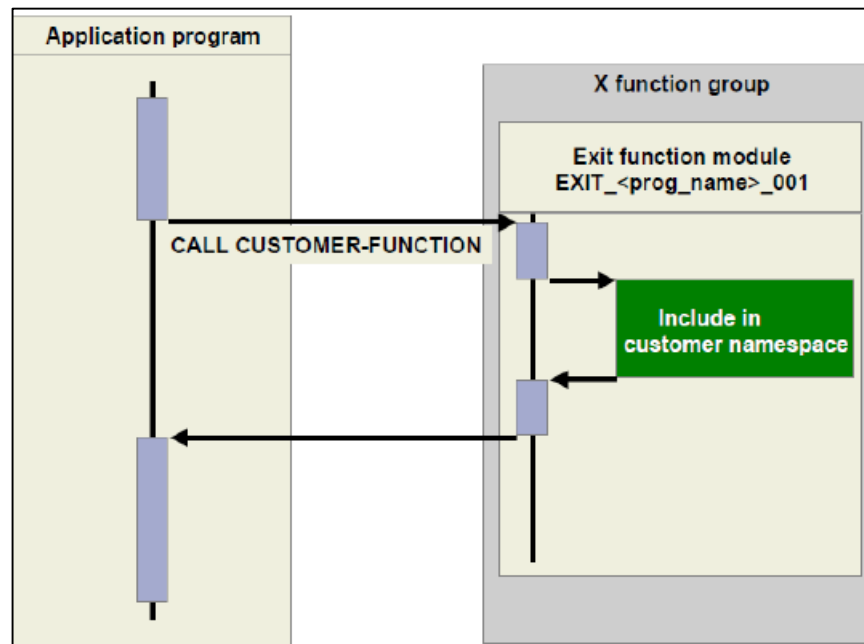 Application program
X function group
Exit function module
EXIT_<prog_name>_001
CALL CUSTOMER-FUNCTION
Include in
customer namespace